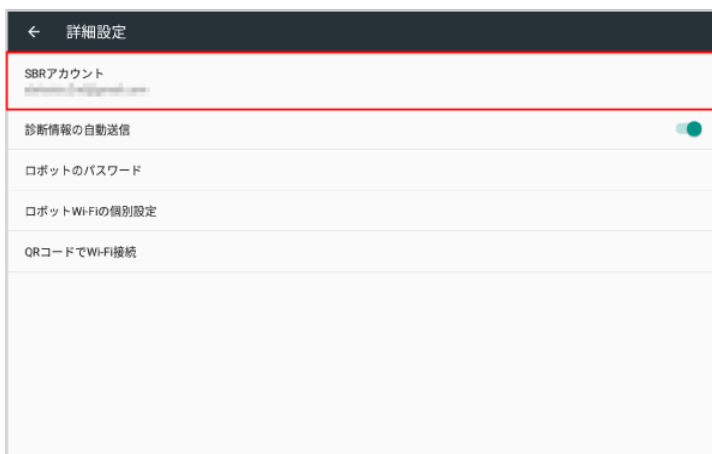 ← 詳細設定
SBRアカウント
診断情報の自動送信
ロボットのパスワード
ロボットWi-Fiの個別設定
QRコードでWi-Fi接続